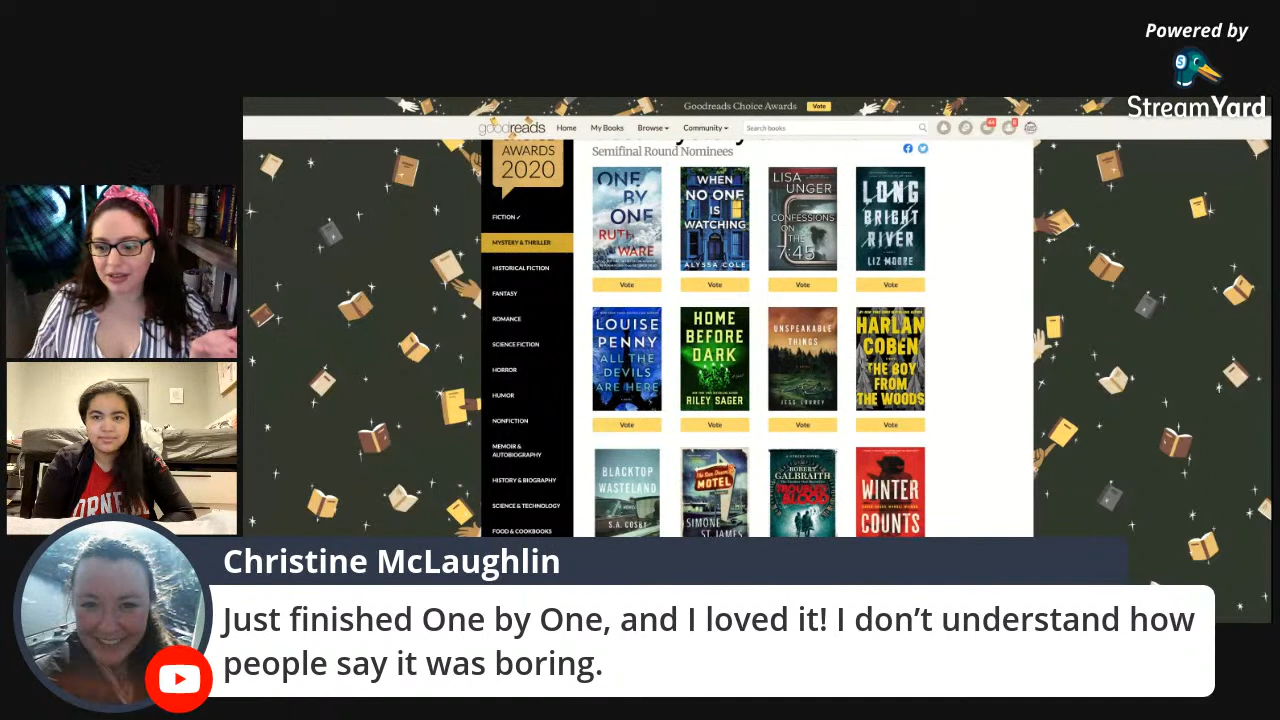 Powered by
StreamYard
Goodreads Choice Awards Vote
goodreads Home My Books Browse Community Search books
AWARDS
2020
Semifinal Round Nominees
FICTION ✓
MYSTERY & THRILLER
HISTORICAL FICTION
FANTASY
ROMANCE
SCIENCE FICTION
HORROR
HUMOR
NONFICTION
MEMOIR &
AUTOBIOGRAPHY
HISTORY & BIOGRAPHY
SCIENCE & TECHNOLOGY
FOOD & COOKBOOKS
ONE
BY
ONE
RUTH
WARE
WHEN
NO ONE
IS
WATCHING
ALYSSA COLE
LISA
UNGER
CONFESSIONS
ON
THE
7:45
LONG
BRIGHT
RIVER
LIZ MOORE
Vote Vote Vote Vote
LOUISE
PENNY
ALL THE
DEVILS
ARE HERE
HOME
BEFORE
DARK
RILEY SAGER
UNSPEAKABLE
THINGS
JESS LOUREY
HARLAN
COBEN
THE BOY
FROM
THE WOODS
Vote Vote Vote Vote
BLACKTOP
WASTELAND
S.A. COSBY
The Sun Down
MOTEL
SIMONE
ST. JAMES
ROBERT
GALBRAITH
TROUBLED
BLOOD
WINTER
COUNTS
Christine McLaughlin
Just finished One by One, and I loved it! I don’t understand how
people say it was boring.